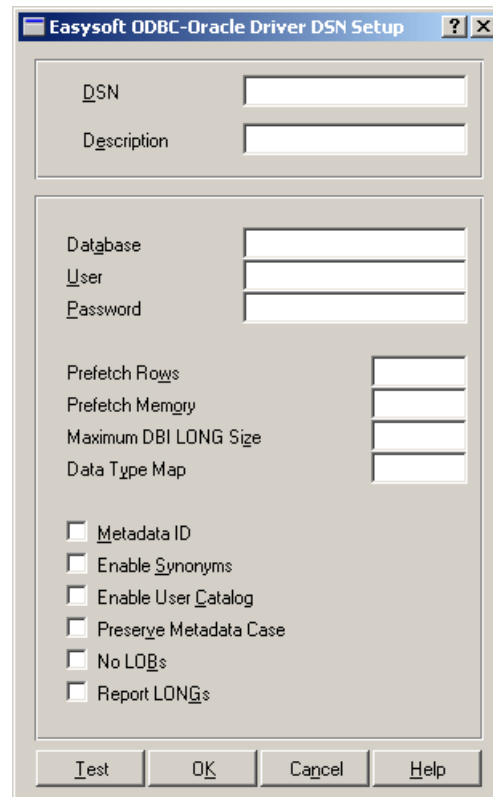 Easysoft ODBC-Oracle Driver DSN Setup
DSN
Description
Database
User
Password
Prefetch Rows
Prefetch Memory
Maximum DBI LONG Size
Data Type Map
Metadata ID
Enable Synonyms
Enable User Catalog
Preserve Metadata Case
No LOBs
Report LONGs
Test OK Cancel Help